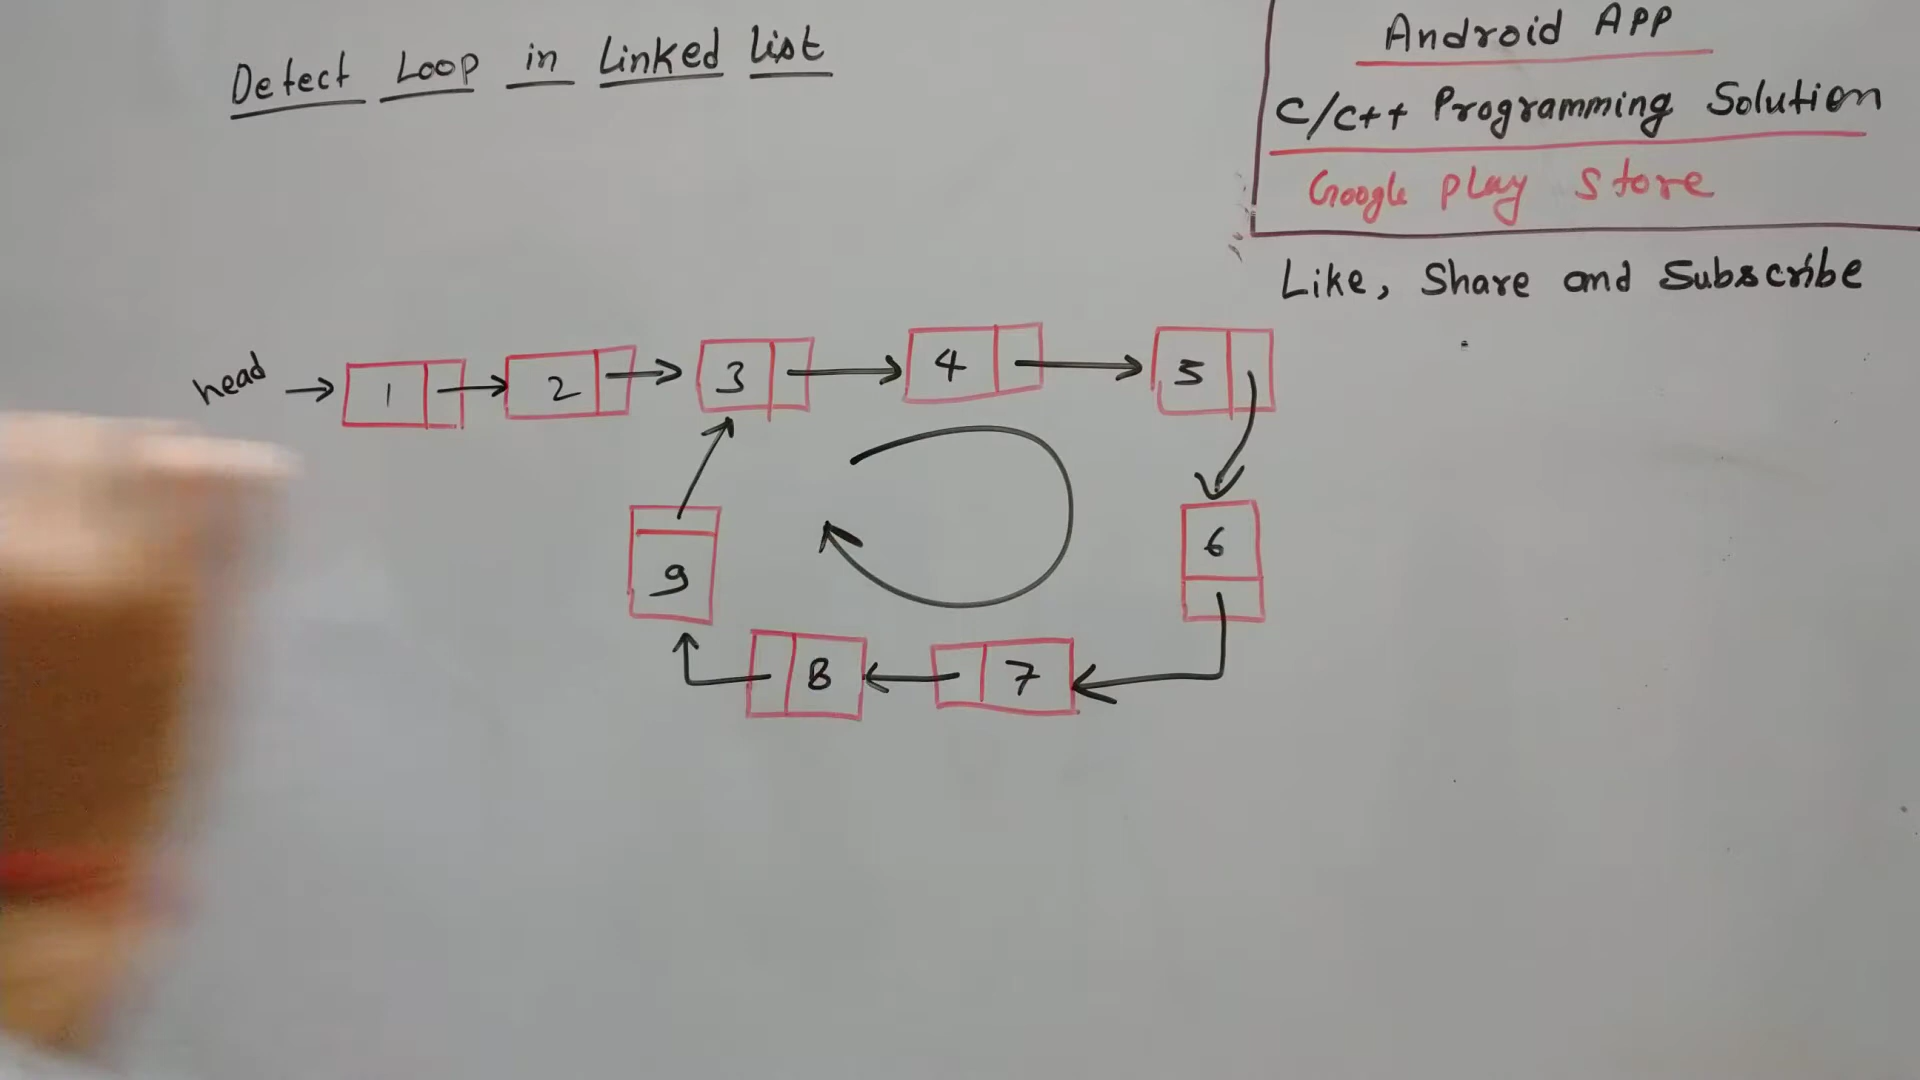 Detect Loop in Linked List
Android APP
C/C++ Programming Solution
Google play store
Like, Share and Subscribe
head 1 2 3 4 5
9 6
8 7